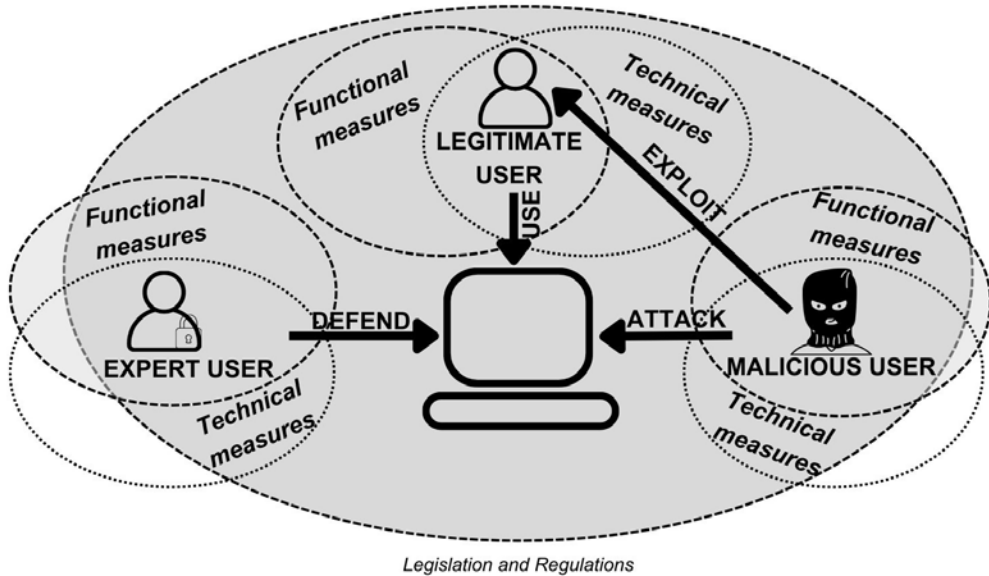 Functional
measures
Technical
measures
LEGITIMATE
USER
USE
EXPLOIT
Functional
measures
EXPERT USER
Technical
measures
DEFEND
ATTACK
Functional
measures
MALICIOUS USER
Technical
measures
Legislation and Regulations